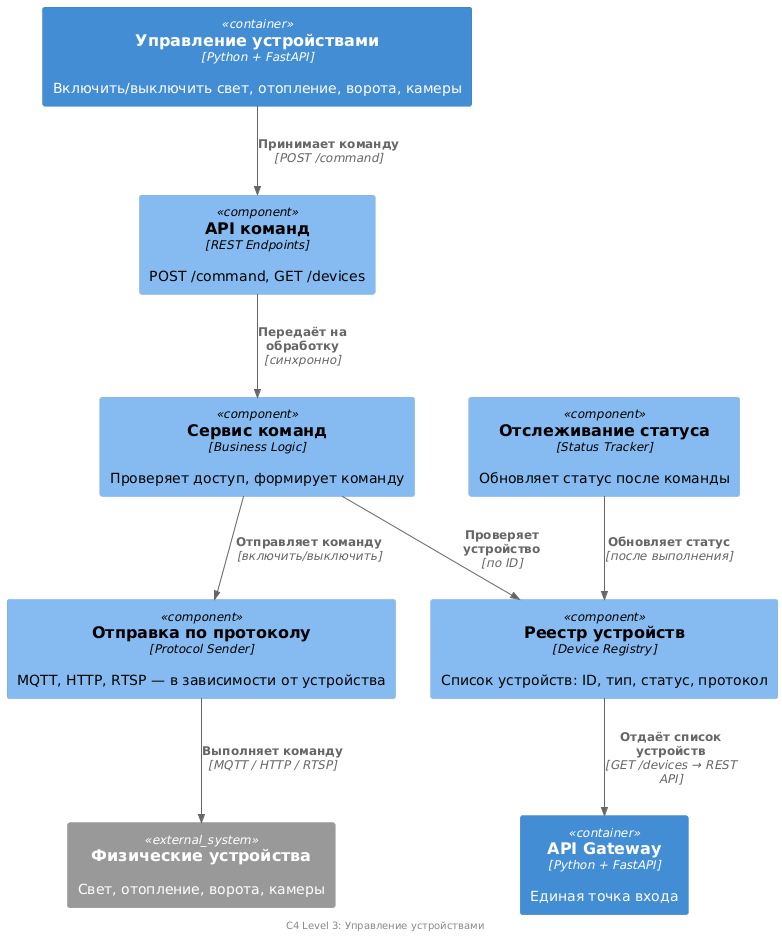 «container»
Управление устройствами
[Python + FastAPI]
Включить/выключить свет, отопление, ворота, камеры
Принимает команду
[POST /command]
«component»
API команд
[REST Endpoints]
POST /command, GET /devices
Передаёт на
обработку
[синхронно]
«component»
Сервис команд
[Business Logic]
Проверяет доступ, формирует команду
«component»
Отслеживание статуса
[Status Tracker]
Обновляет статус после команды
Отправляет команду
[включить/выключить]
Проверяет
устройство
[по ID]
Обновляет статус
[после выполнения]
«component»
Отправка по протоколу
[Protocol Sender]
MQTT, HTTP, RTSP — в зависимости от устройства
«component»
Реестр устройств
[Device Registry]
Список устройств: ID, тип, статус, протокол
Выполняет команду
[MQTT / HTTP / RTSP]
Отдаёт список
устройств
[GET /devices → REST
API]
«external_system»
Физические устройства
Свет, отопление, ворота, камеры
«container»
API Gateway
[Python + FastAPI]
Единая точка входа
C4 Level 3: Управление устройствами